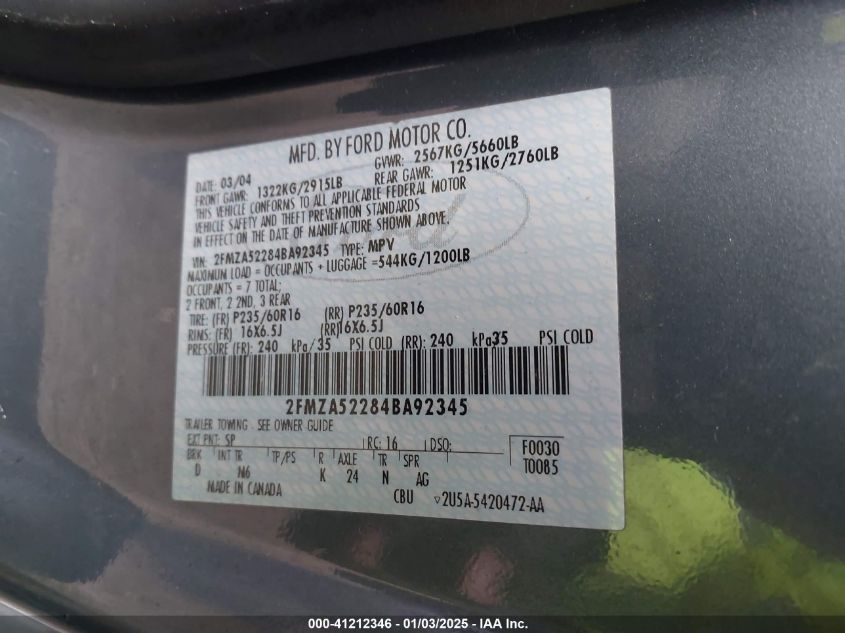 MFD. BY FORD MOTOR CO.
DATE: 03/04 GVWR: 2567KG/5660LB
FRONT GAWR: 1322KG/2915LB REAR GAWR: 1251KG/2760LB
THIS VEHICLE CONFORMS TO ALL APPLICABLE FEDERAL MOTOR
VEHICLE SAFETY AND THEFT PREVENTION STANDARDS
IN EFFECT ON THE DATE OF MANUFACTURE SHOWN ABOVE.
VIN: 2FMZA52284BA92345 TYPE: MPV
MAXIMUM LOAD = OCCUPANTS + LUGGAGE =544KG/1200LB
OCCUPANTS = 7 TOTAL;
2 FRONT, 2 2ND, 3 REAR
TIRE: (FR) P235/60R16 (RR) P235/60R16
RIMS: (FR) 16X6.5J (RR)16X6.5J
PRESSURE (FR): 240 kPa/35 PSI COLD (RR): 240 kPa/35 PSI COLD
2FMZA52284BA92345
TRAILER TOWING - SEE OWNER GUIDE
EXT PNT: SP RC: 16 DSO: F0030
BRK INT TR TP/PS R AXLE TR SPR T0085
D N6 K 24 N AG
MADE IN CANADA CBU ▽2U5A-5420472-AA
Ford
000-41212346 - 01/03/2025 - IAA Inc.